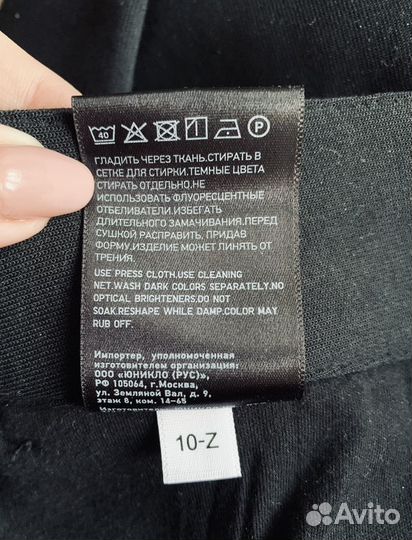 40
P
ГЛАДИТЬ ЧЕРЕЗ ТКАНЬ.СТИРАТЬ В
СЕТКЕ ДЛЯ СТИРКИ.ТЕМНЫЕ ЦВЕТА
СТИРАТЬ ОТДЕЛЬНО.НЕ
ИСПОЛЬЗОВАТЬ ФЛУОРЕСЦЕНТНЫЕ
ОТБЕЛИВАТЕЛИ.ИЗБЕГАТЬ
ДЛИТЕЛЬНОГО ЗАМАЧИВАНИЯ.ПЕРЕД
СУШКОЙ РАСПРАВИТЬ, ПРИДАВ
ФОРМУ.ИЗДЕЛИЕ МОЖЕТ ЛИНЯТЬ ОТ
ТРЕНИЯ.
USE PRESS CLOTH.USE CLEANING
NET.WASH DARK COLORS SEPARATELY.NO
OPTICAL BRIGHTENERS.DO NOT
SOAK.RESHAPE WHILE DAMP.COLOR MAY
RUB OFF.
Импортер, уполномоченная
изготовителем организация:
ООО «ЮНИКЛО (РУС)»,
РФ 105064, г.Москва,
ул. Земляной Вал, д. 9,
этаж 8, ком. 14-65
Изготовитель
10-Z
Avito